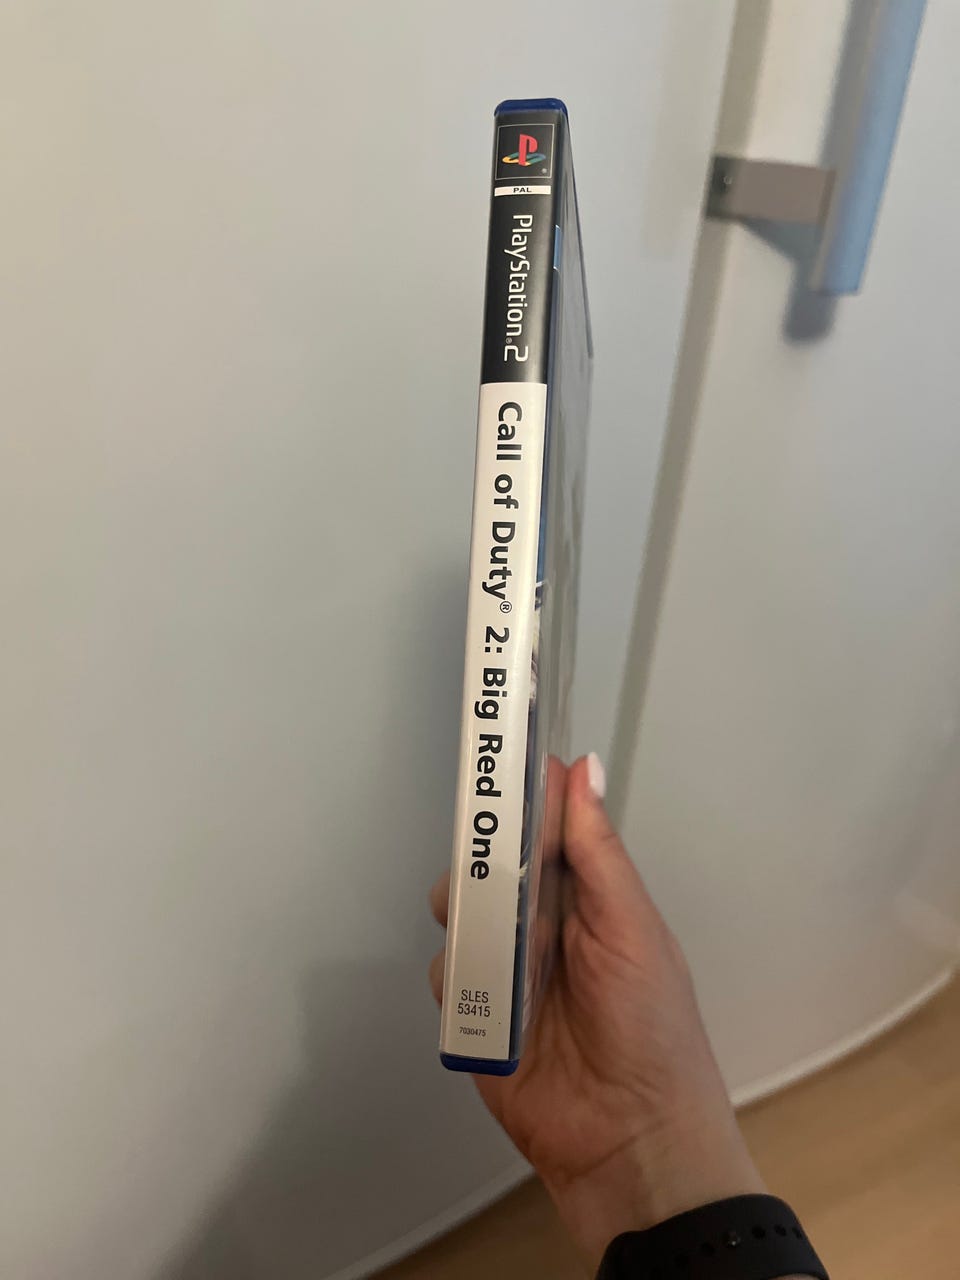 PAL
PlayStation®2
Call of Duty® 2: Big Red One
SLES
53415
7030475